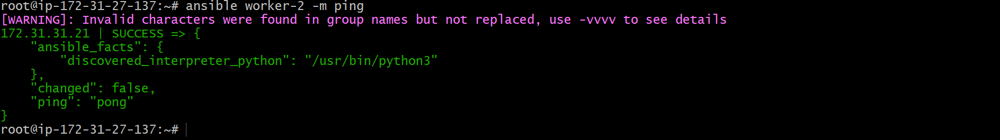 root@ip-172-31-27-137:~# ansible worker-2 -m ping
[WARNING]: Invalid characters were found in group names but not replaced, use -vvvv to see details
172.31.31.21 | SUCCESS => {
    "ansible_facts": {
        "discovered_interpreter_python": "/usr/bin/python3"
    },
    "changed": false,
    "ping": "pong"
}
root@ip-172-31-27-137:~#